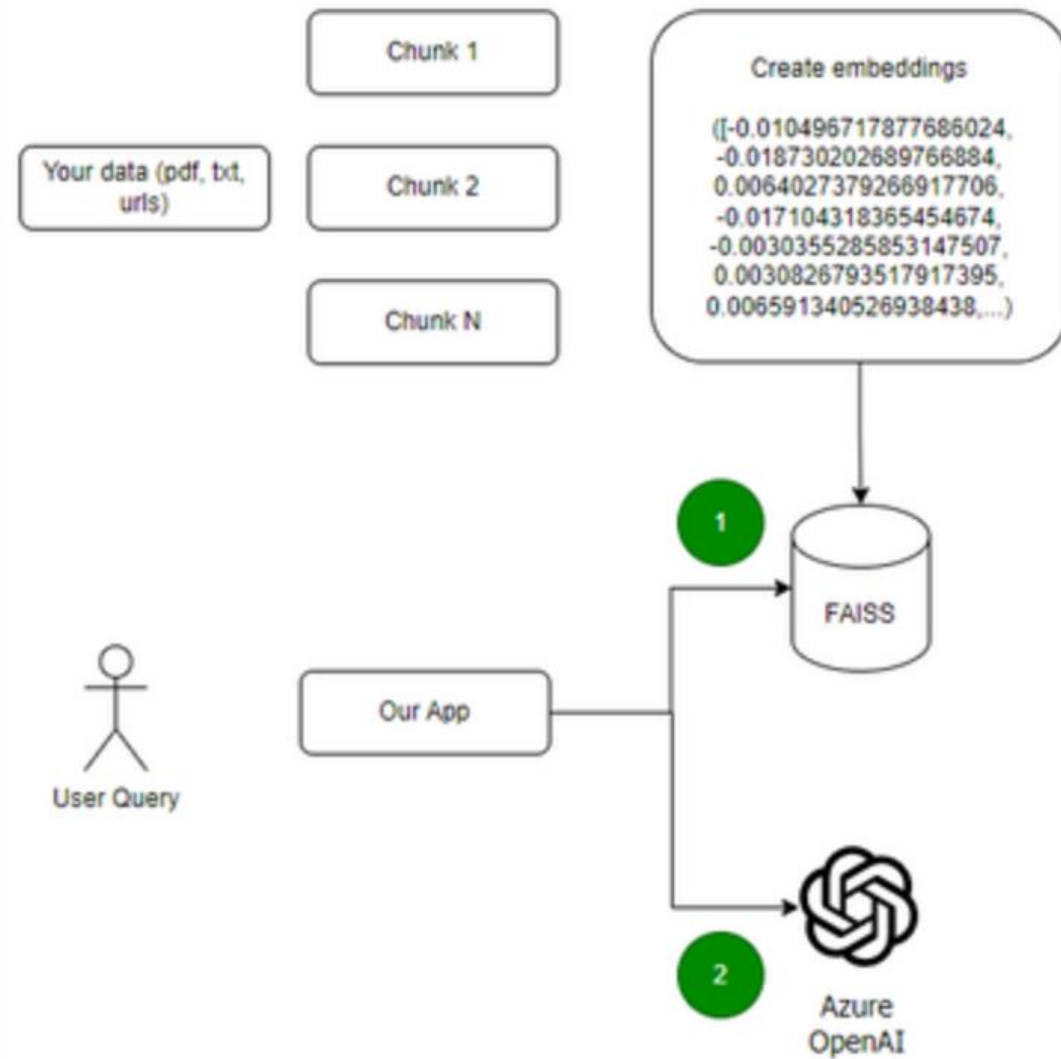 Chunk 1
Create embeddings
([-0.010496717877686024,
-0.018730202689766884,
0.0064027379266917706,
-0.017104318365454674,
-0.0030355285853147507,
0.0030826793517917395,
0.006591340526938438,...)
Your data (pdf, txt,
urls)
Chunk 2
Chunk N
1
FAISS
Our App
User Query
2
Azure
OpenAI